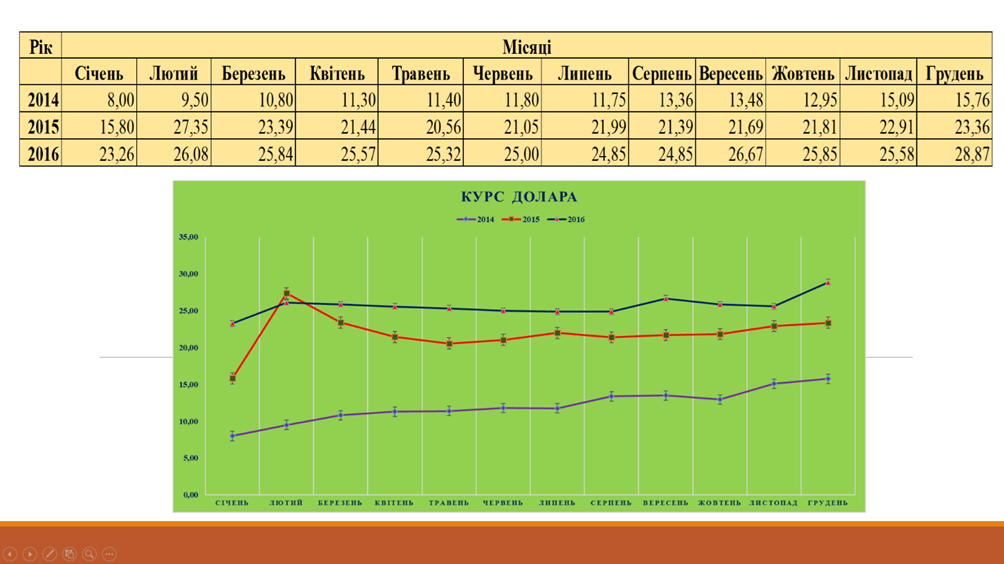 Рік Місяці
Січень Лютий Березень Квітень Травень Червень Липень Серпень Вересень Жовтень Листопад Грудень
2014 8,00 9,50 10,80 11,30 11,40 11,80 11,75 13,36 13,48 12,95 15,09 15,76
2015 15,80 27,35 23,39 21,44 20,56 21,05 21,99 21,39 21,69 21,81 22,91 23,36
2016 23,26 26,08 25,84 25,57 25,32 25,00 24,85 24,85 26,67 25,85 25,58 28,87
КУРС ДОЛАРА
2014 2015 2016
35,00
30,00
25,00
20,00
15,00
10,00
5,00
0,00
СІЧЕНЬ ЛЮТИЙ БЕРЕЗЕНЬ КВІТЕНЬ ТРАВЕНЬ ЧЕРВЕНЬ ЛИПЕНЬ СЕРПЕНЬ ВЕРЕСЕНЬ ЖОВТЕНЬ ЛИСТОПАД ГРУДЕНЬ